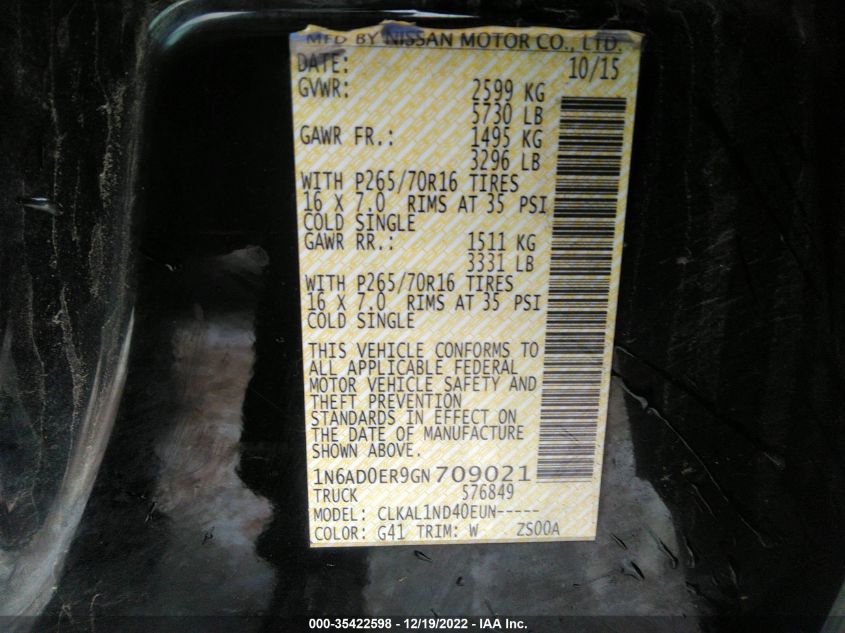 MFD BY NISSAN MOTOR CO., LTD.
DATE: 10/15
GVWR: 2599 KG
5730 LB
GAWR FR.: 1495 KG
3296 LB
WITH P265/70R16 TIRES
16 X 7.0 RIMS AT 35 PSI
COLD SINGLE
GAWR RR.: 1511 KG
3331 LB
WITH P265/70R16 TIRES
16 X 7.0 RIMS AT 35 PSI
COLD SINGLE
THIS VEHICLE CONFORMS TO
ALL APPLICABLE FEDERAL
MOTOR VEHICLE SAFETY AND
THEFT PREVENTION
STANDARDS IN EFFECT ON
THE DATE OF MANUFACTURE
SHOWN ABOVE.
1N6AD0ER9GN709021
TRUCK 576849
MODEL: CLKAL1ND40EUN-----
COLOR: G41 TRIM: W ZS00A
000-35422598 - 12/19/2022 - IAA Inc.